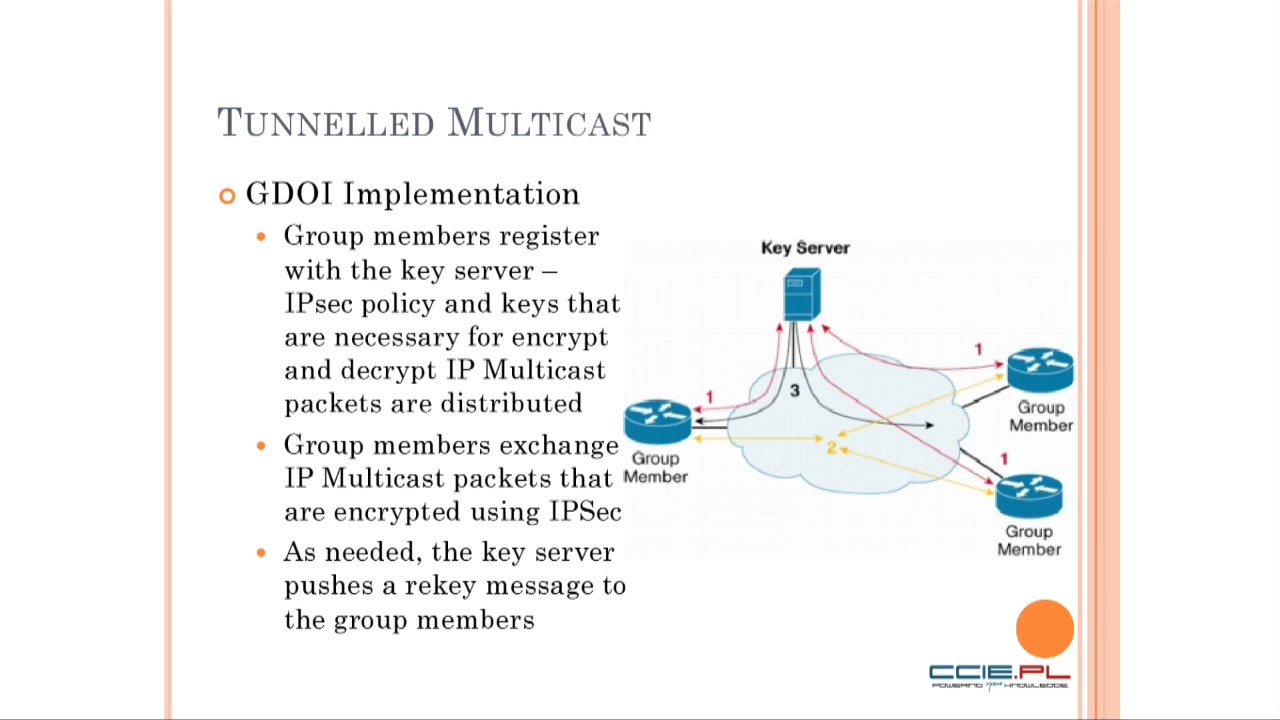 TUNNELLED MULTICAST
GDOI Implementation
Group members register
with the key server –
IPsec policy and keys that
are necessary for encrypt
and decrypt IP Multicast
packets are distributed
Group members exchange
IP Multicast packets that
are encrypted using IPSec
As needed, the key server
pushes a rekey message to
the group members
Key Server
1
1
3
2
1
Group
Member
Group
Member
Group
Member
CCIE.PL
POWERING your KNOWLEDGE